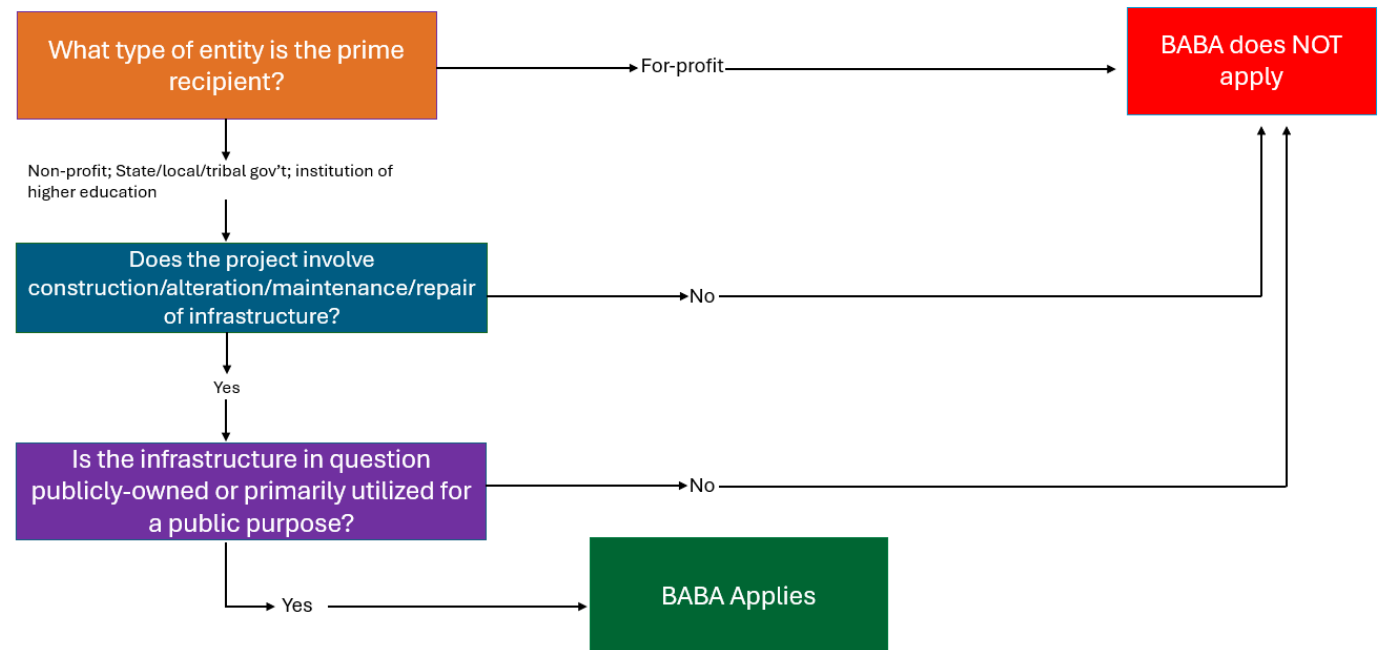 What type of entity is the prime
recipient?
For-profit
BABA does NOT
apply
Non-profit; State/local/tribal gov't; institution of
higher education
Does the project involve
construction/alteration/maintenance/repair
of infrastructure?
No
Yes
Is the infrastructure in question
publicly-owned or primarily utilized for
a public purpose?
No
Yes
BABA Applies